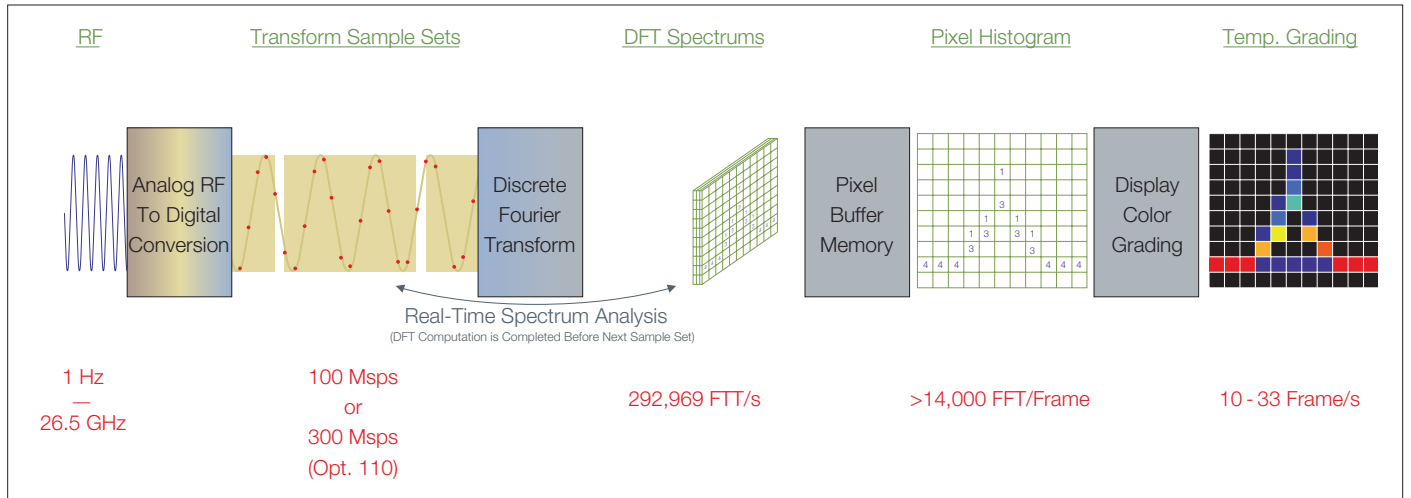 RF
Transform Sample Sets
DFT Spectrums
Pixel Histogram
Temp. Grading
Analog RF
To Digital
Conversion
Discrete
Fourier
Transform
Pixel
Buffer
Memory
1
3
1 1
1 3 3 1
3 3
4 4 4 4 4 4
Display
Color
Grading
Real-Time Spectrum Analysis
(DFT Computation is Completed Before Next Sample Set)
1 Hz
—
26.5 GHz
100 Msps
or
300 Msps
(Opt. 110)
292,969 FTT/s
>14,000 FFT/Frame
10 - 33 Frame/s